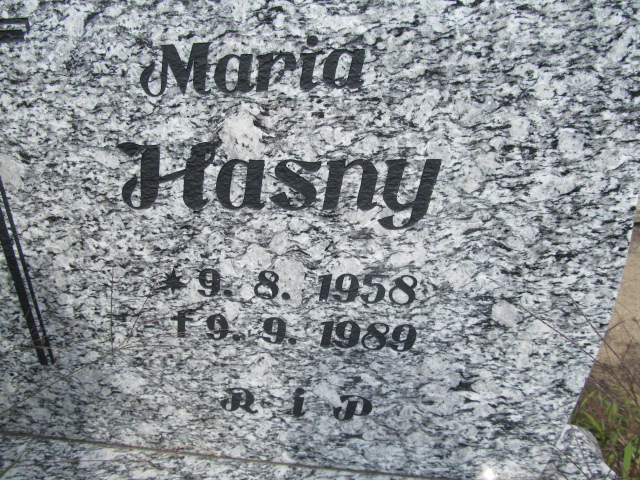 Maria
Hasny
* 9. 8. 1958
† 9. 9. 1989
R i P